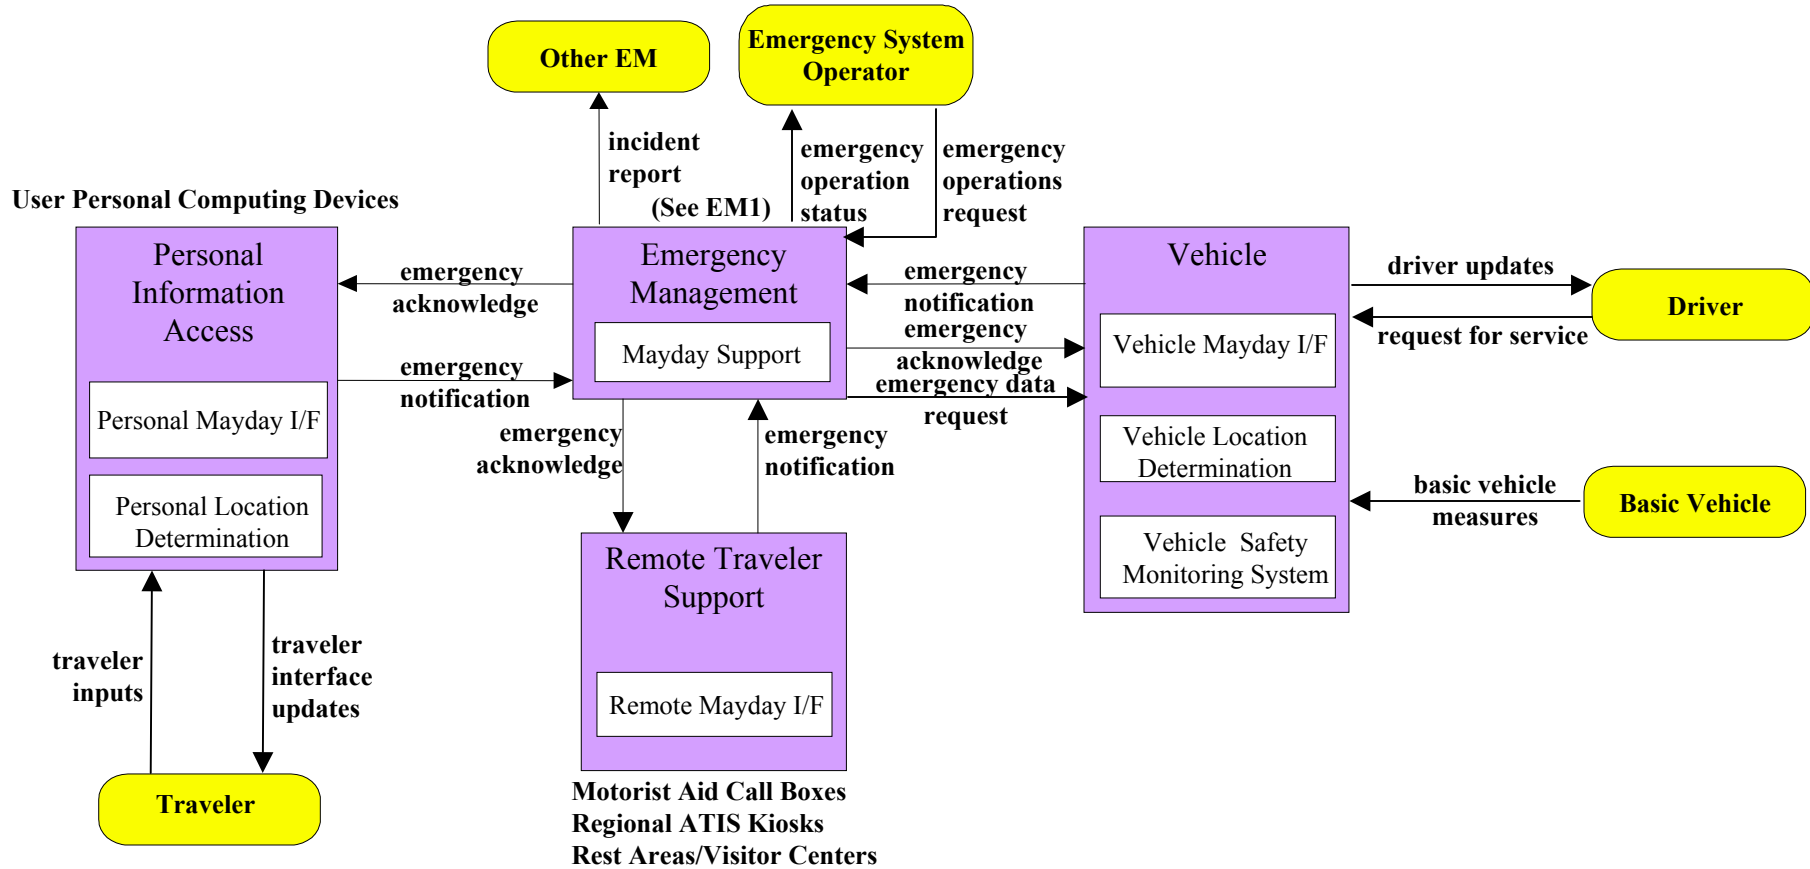 Other EM
Emergency System
Operator
incident
report
(See EM1)
emergency
operation
status
emergency
operations
request
User Personal Computing Devices
Personal
Information
Access
Personal Mayday I/F
Personal Location
Determination
emergency
acknowledge
emergency
notification
Emergency
Management
Mayday Support
emergency
notification
emergency
acknowledge
emergency data
request
Vehicle
Vehicle Mayday I/F
Vehicle Location
Determination
Vehicle Safety
Monitoring System
driver updates
Driver
request for service
basic vehicle
measures
Basic Vehicle
emergency
acknowledge
emergency
notification
Remote Traveler
Support
Remote Mayday I/F
traveler
inputs
traveler
interface
updates
Traveler
Motorist Aid Call Boxes
Regional ATIS Kiosks
Rest Areas/Visitor Centers